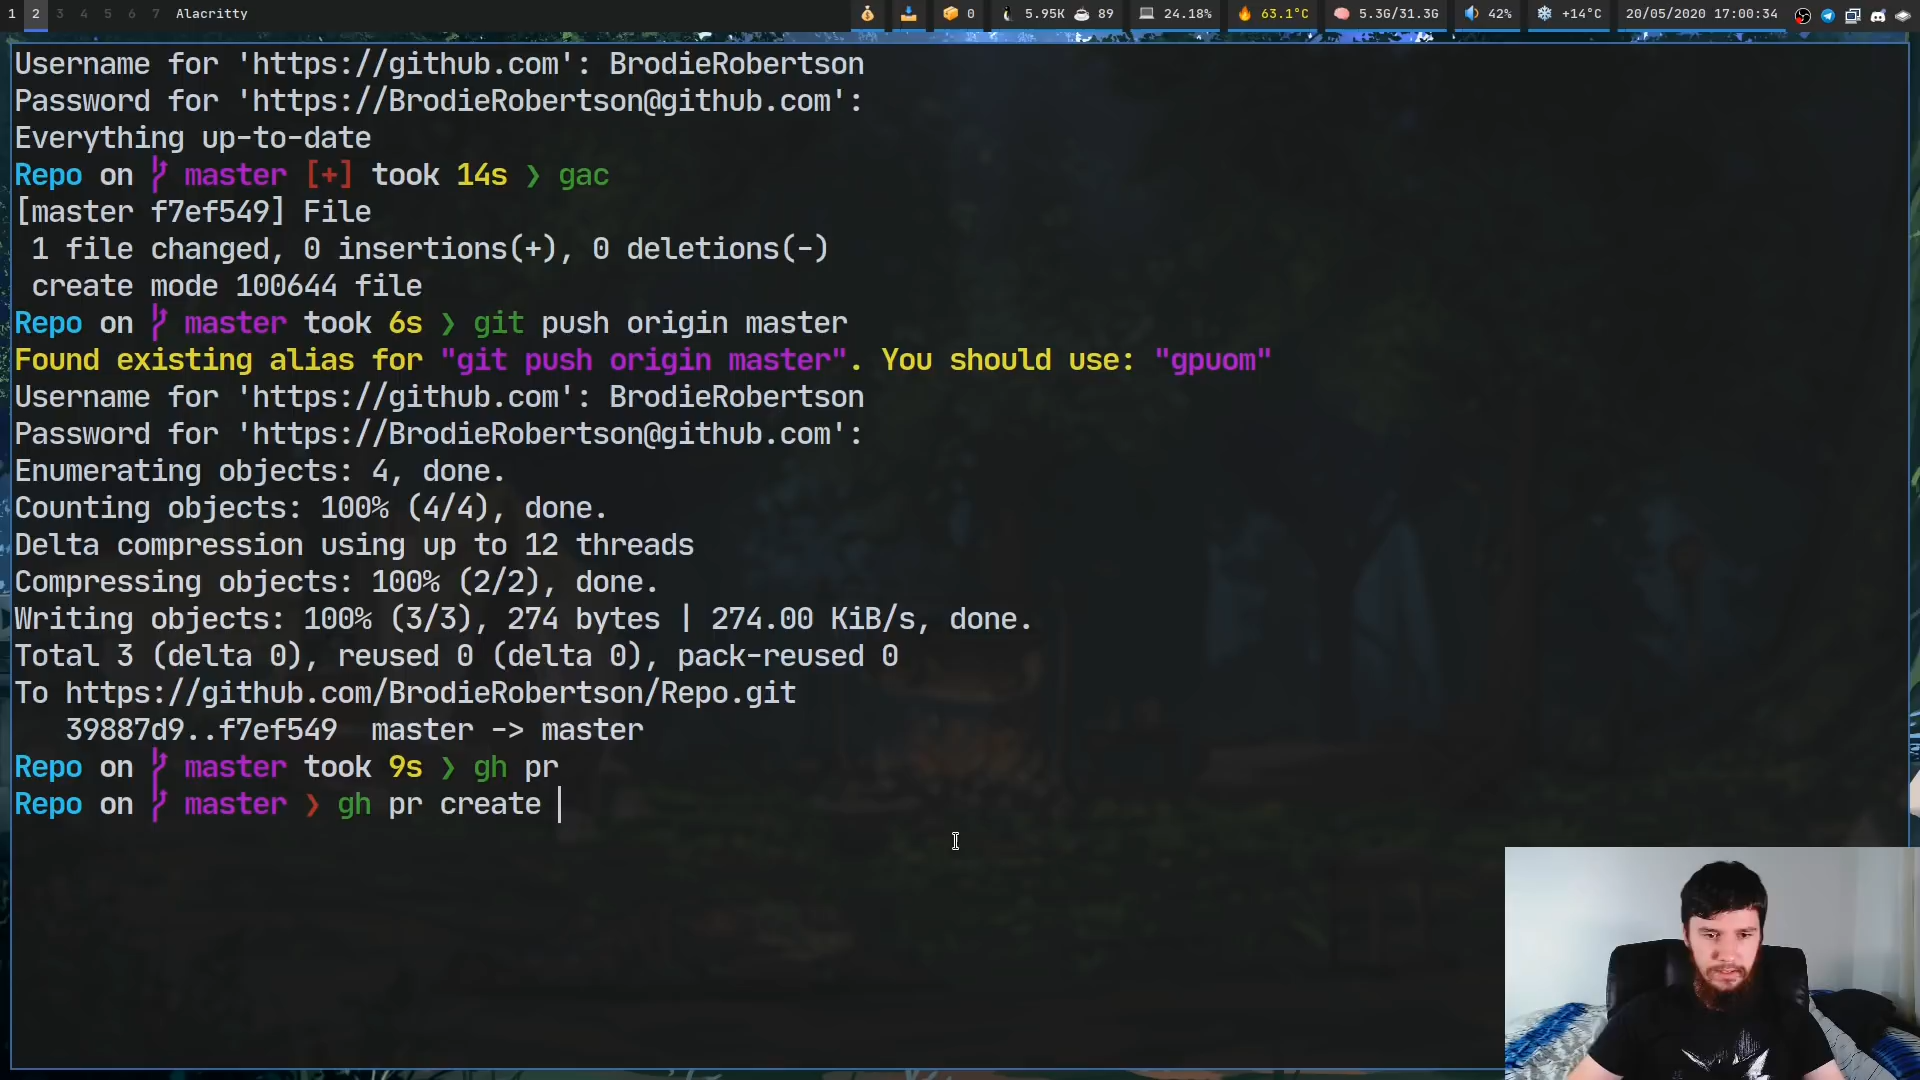 1 2 3 4 5 6 7 Alacritty 0 5.95K 89 24.18% 63.1°C 5.3G/31.3G 42% +14°C 20/05/2020 17:00:34
Username for 'https://github.com': BrodieRobertson
Password for 'https://BrodieRobertson@github.com':
Everything up-to-date
Repo on master [+] took 14s ❯ gac
[master f7ef549] File
1 file changed, 0 insertions(+), 0 deletions(-)
create mode 100644 file
Repo on master took 6s ❯ git push origin master
Found existing alias for "git push origin master". You should use: "gpuom"
Username for 'https://github.com': BrodieRobertson
Password for 'https://BrodieRobertson@github.com':
Enumerating objects: 4, done.
Counting objects: 100% (4/4), done.
Delta compression using up to 12 threads
Compressing objects: 100% (2/2), done.
Writing objects: 100% (3/3), 274 bytes | 274.00 KiB/s, done.
Total 3 (delta 0), reused 0 (delta 0), pack-reused 0
To https://github.com/BrodieRobertson/Repo.git
39887d9..f7ef549  master -> master
Repo on master took 9s ❯ gh pr
Repo on master ❯ gh pr create